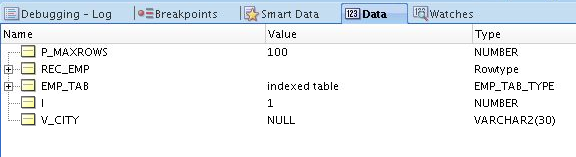 Debugging - Log Breakpoints Smart Data Data Watches
Name Value Type
P_MAXROWS 100 NUMBER
REC_EMP Rowtype
EMP_TAB indexed table EMP_TAB_TYPE
I 1 NUMBER
V_CITY NULL VARCHAR2(30)